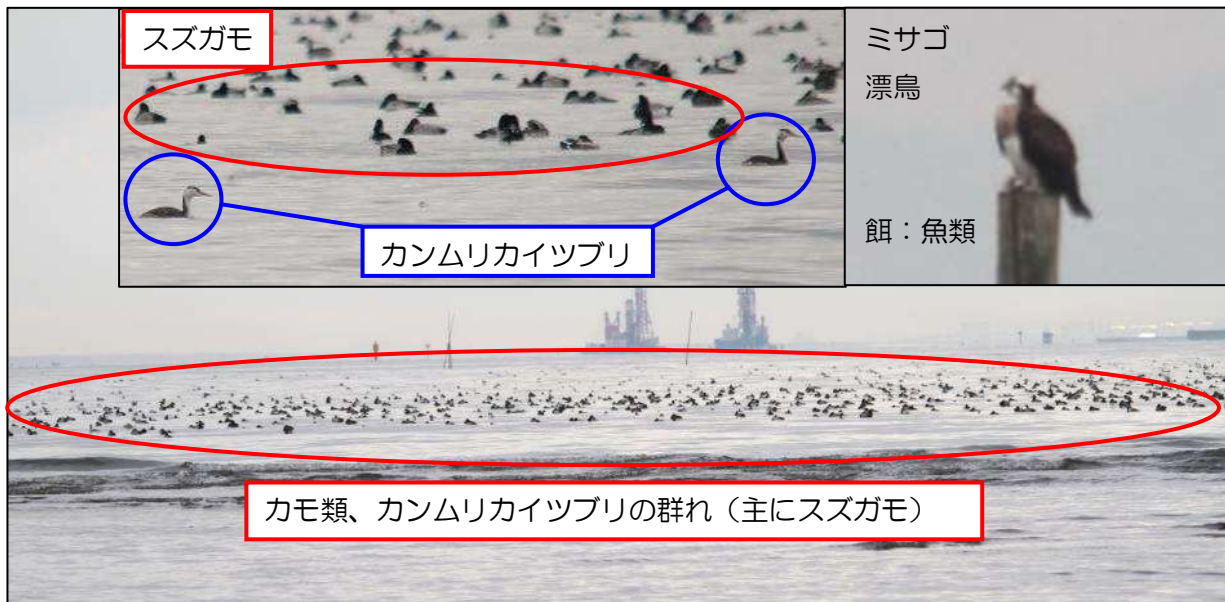 スズガモ
カンムリカイツブリ
ミサゴ
漂鳥
餌：魚類
カモ類、カンムリカイツブリの群れ（主にスズガモ）